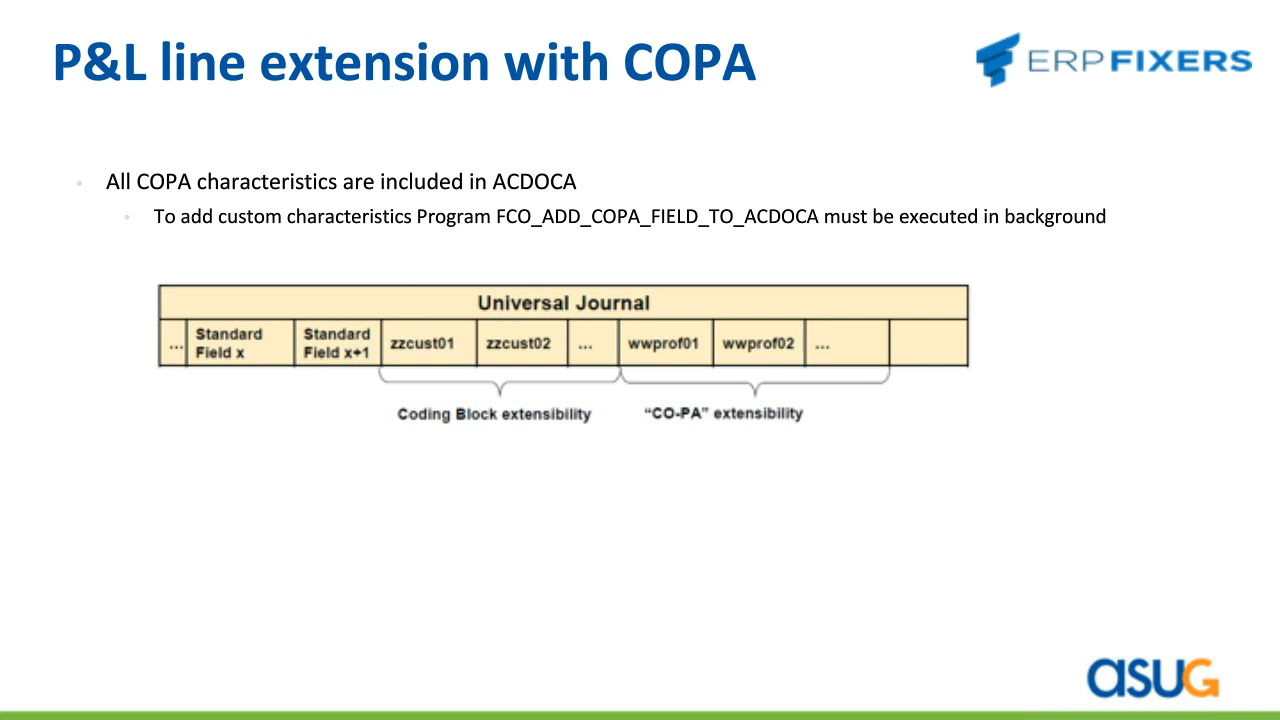 P&L line extension with COPA
ERPFIXERS
All COPA characteristics are included in ACDOCA
To add custom characteristics Program FCO_ADD_COPA_FIELD_TO_ACDOCA must be executed in background
Universal Journal
... Standard Field x Standard Field x+1 zzcust01 zzcust02 ... wwprof01 wwprof02 ...
Coding Block extensibility “CO-PA” extensibility
asuG